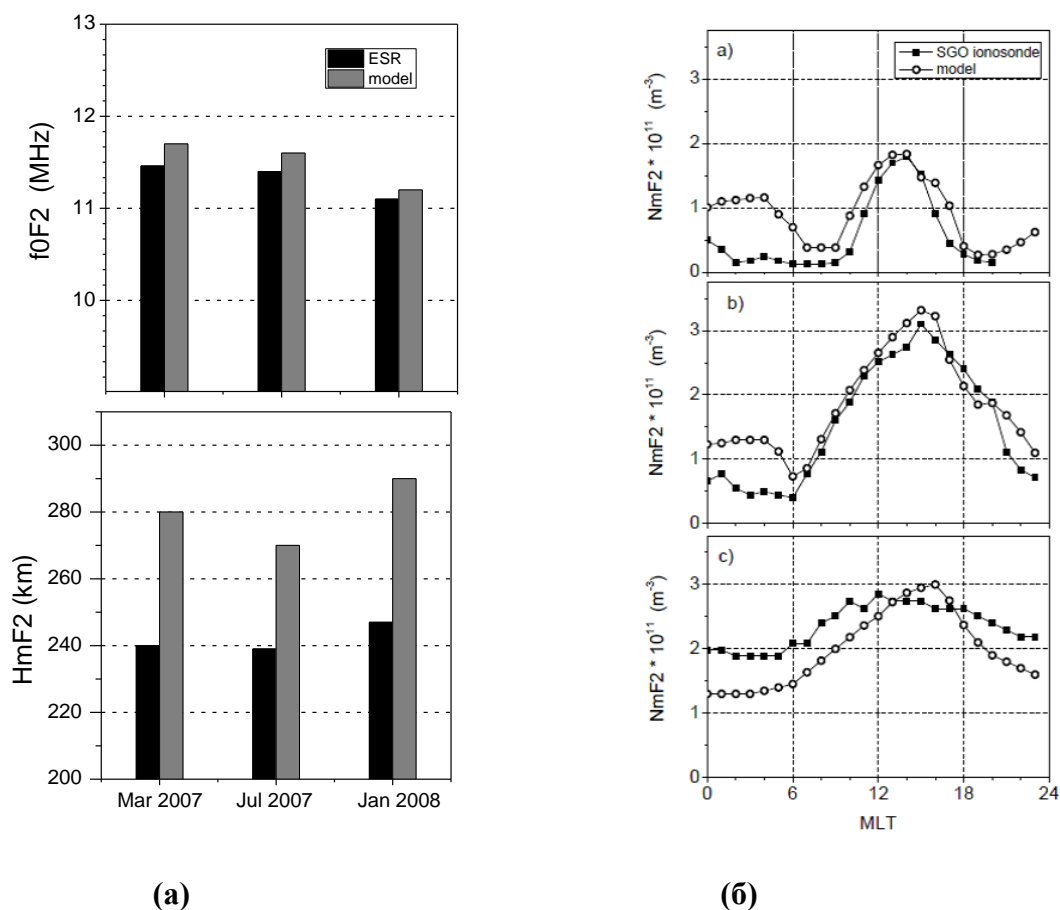 13
12
11
10
f0F2 (MHz)
ESR
model
300
280
260
240
220
200
HmF2 (km)
Mar 2007
Jul 2007
Jan 2008
(а)
a)
SGO ionosonde
model
3
2
1
0
NmF2 * 10¹¹ (m⁻³)
b)
3
2
1
0
NmF2 * 10¹¹ (m⁻³)
c)
3
2
1
0
NmF2 * 10¹¹ (m⁻³)
0 6 12 18 24
MLT
(б)